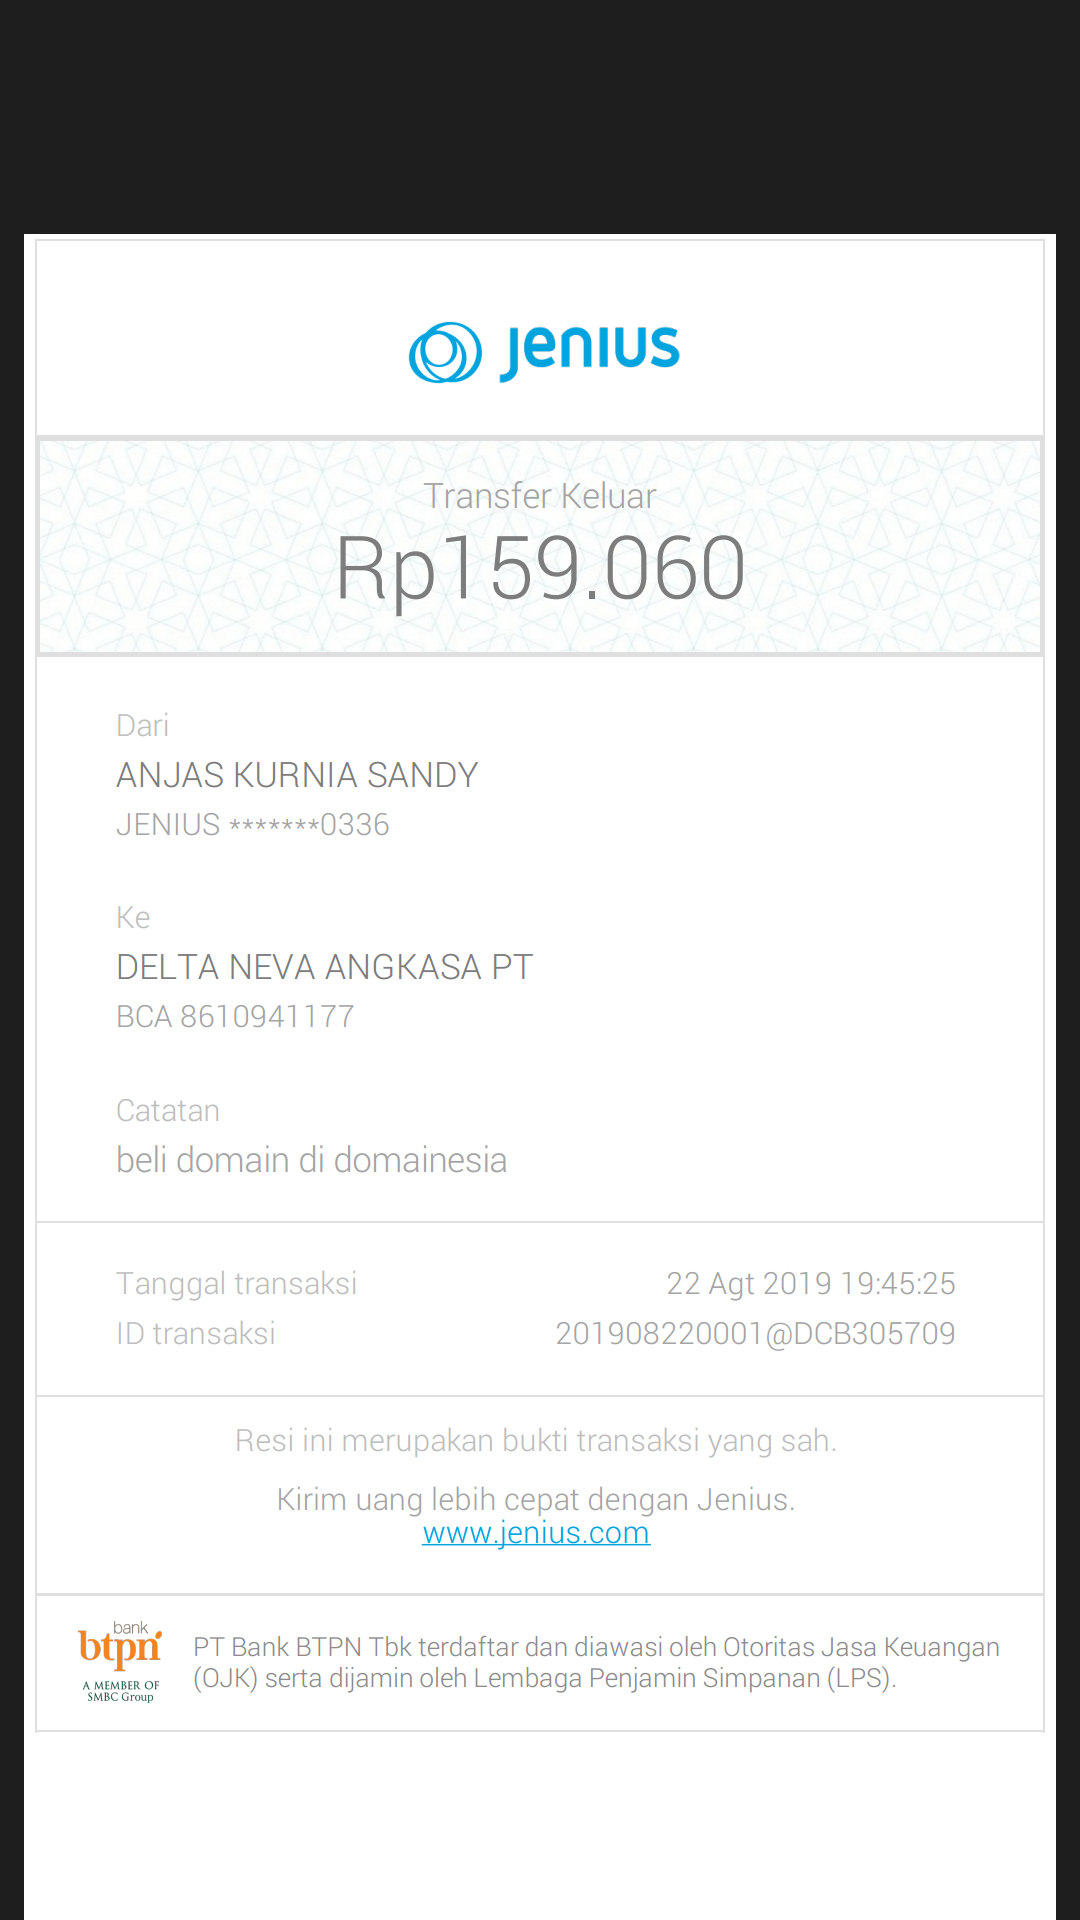 jenius
Transfer Keluar
Rp159.060
Dari
ANJAS KURNIA SANDY
JENIUS *******0336
Ke
DELTA NEVA ANGKASA PT
BCA 8610941177
Catatan
beli domain di domainesia
Tanggal transaksi 22 Agt 2019 19:45:25
ID transaksi 201908220001@DCB305709
Resi ini merupakan bukti transaksi yang sah.
Kirim uang lebih cepat dengan Jenius.
www.jenius.com
bank
btpn
A MEMBER OF
SMBC Group
PT Bank BTPN Tbk terdaftar dan diawasi oleh Otoritas Jasa Keuangan
(OJK) serta dijamin oleh Lembaga Penjamin Simpanan (LPS).